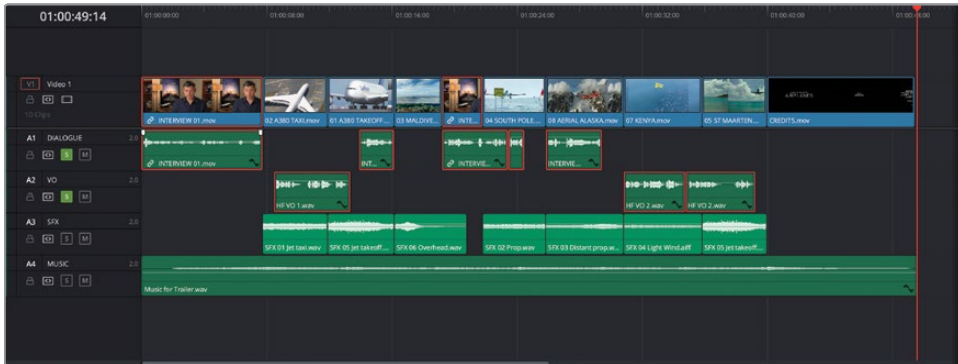 01:00:49:14
01:00:00:00 01:00:08:00 01:00:16:00 01:00:24:00 01:00:32:00 01:00:40:00
V1 Video 1
10 Clips
INTERVIEW 01.mov 02 A380 TAXI.mov 01 A380 TAKEOFF... 03 MALDIVE... INTE... 04 SOUTH POLE... 08 AERIAL ALASKA.mov 07 KENYA.mov 05 ST MAARTEN... CREDITS.mov
A1 DIALOGUE 2.0
S M
INTERVIEW 01.mov INT... INTERVIE... INTERVIE...
A2 VO 2.0
S M
HF VO 1.wav HF VO 2.wav HF VO 2.wav
A3 SFX 2.0
S M
SFX 01 Jet taxi.wav SFX 05 Jet takeoff.... SFX 06 Overhead.wav SFX 02 Prop.wav SFX 03 Distant prop.w... SFX 04 Light Wind.aiff SFX 05 Jet takeoff....
A4 MUSIC 2.0
S M
Music for Trailer.wav